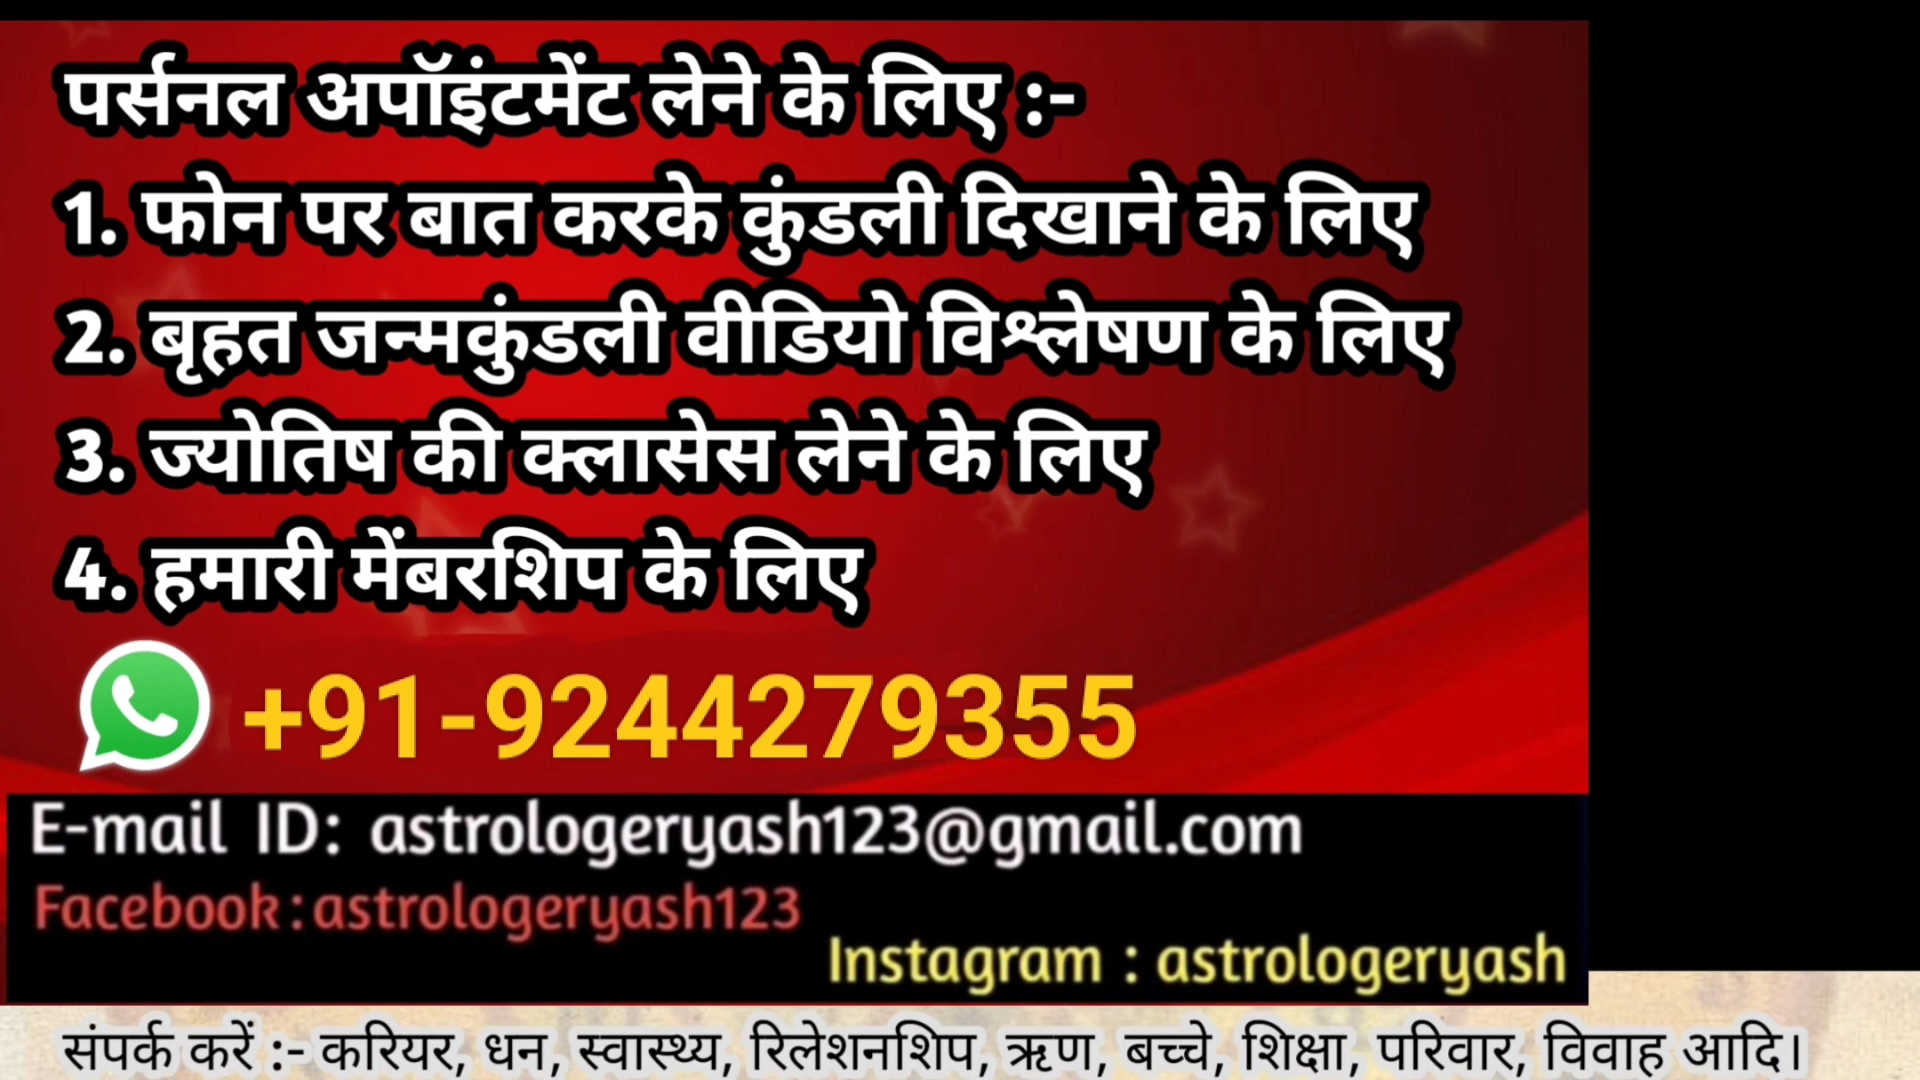 पर्सनल अपॉइंटमेंट लेने के लिए :-
1. फोन पर बात करके कुंडली दिखाने के लिए
2. बृहत जन्मकुंडली वीडियो विश्लेषण के लिए
3. ज्योतिष की क्लासेस लेने के लिए
4. हमारी मेंबरशिप के लिए
+91-9244279355
E-mail ID: astrologeryash123@gmail.com
Facebook : astrologeryash123
Instagram : astrologeryash
संपर्क करें :- करियर, धन, स्वास्थ्य, रिलेशनशिप, ऋण, बच्चे, शिक्षा, परिवार, विवाह आदि।